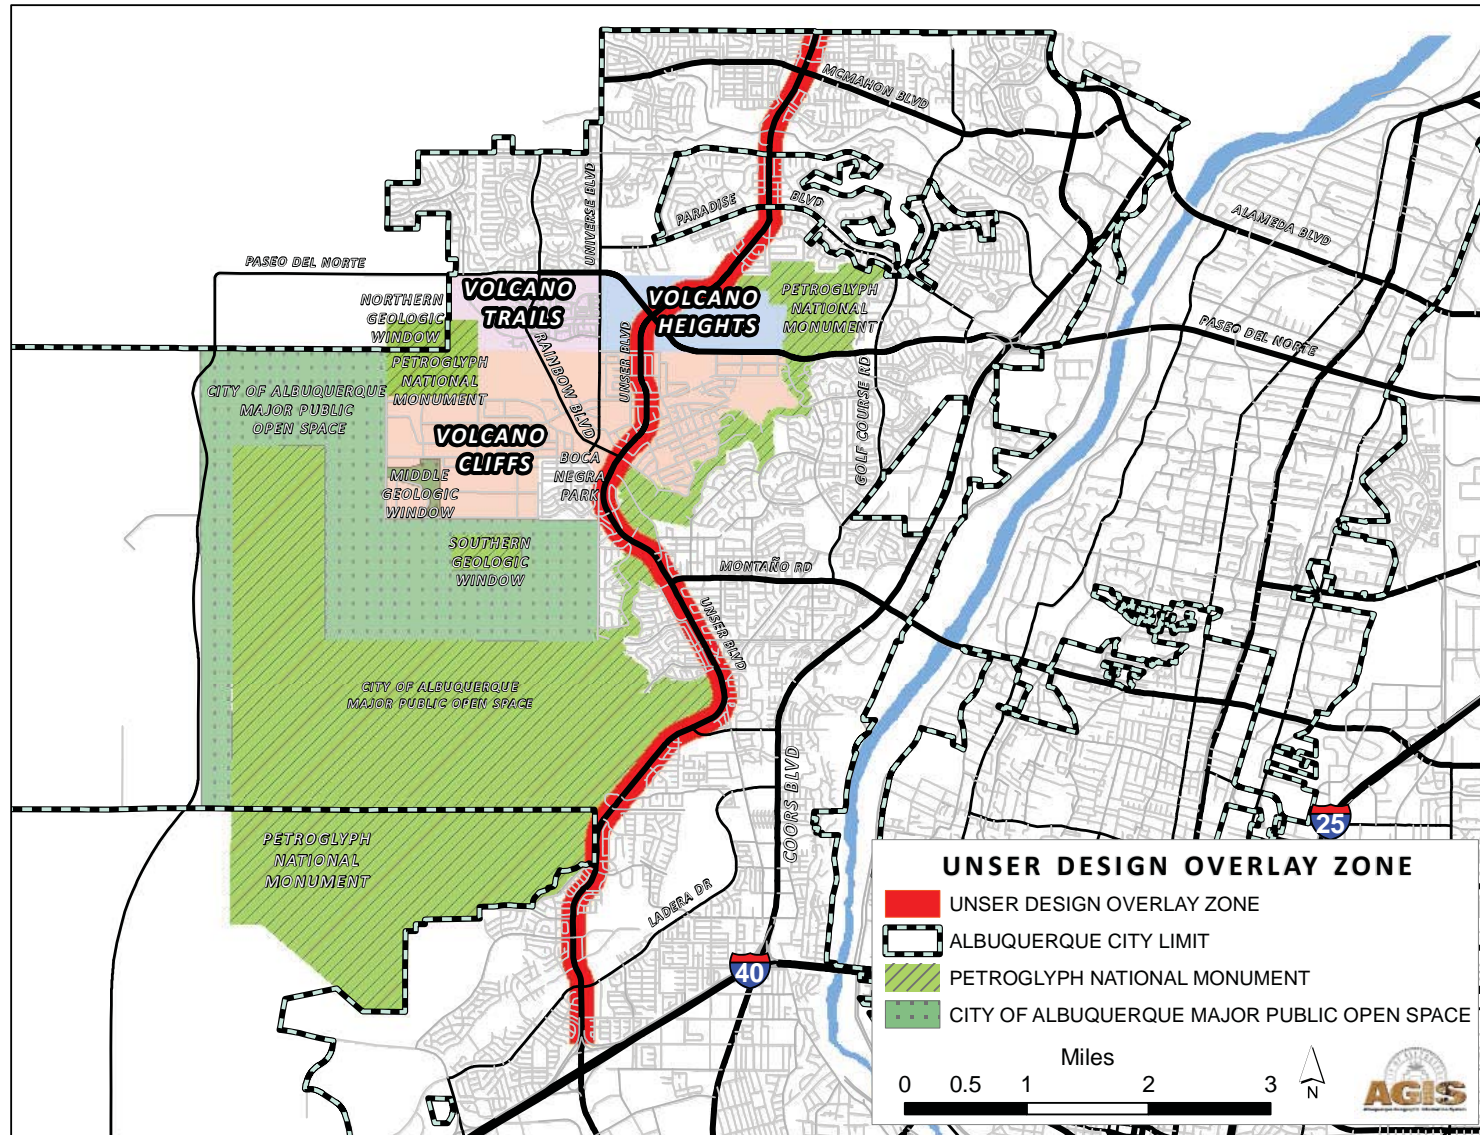 MCMAHON BLVD
UNIVERSE BLVD
PARADISE
BLVD
ALAMEDA BLVD
PASEO DEL NORTE
VOLCANO
TRAILS
VOLCANO
HEIGHTS
PETROGLYPH
NATIONAL
MONUMENT
NORTHERN
GEOLOGIC
WINDOW
PASEO DEL NORTE
RAINBOW BLVD
UNSER BLVD
GOLF COURSE RD
PETROGLYPH
NATIONAL
MONUMENT
CITY OF ALBUQUERQUE
MAJOR PUBLIC
OPEN SPACE
VOLCANO
CLIFFS
BOCA
NEGRA
PARK
MIDDLE
GEOLOGIC
WINDOW
SOUTHERN
GEOLOGIC
WINDOW
MONTAÑO RD
UNSER BLVD
CITY OF ALBUQUERQUE
MAJOR PUBLIC OPEN SPACE
COORS BLVD
PETROGLYPH
NATIONAL
MONUMENT
LADERA DR
25
40
UNSER DESIGN OVERLAY ZONE
UNSER DESIGN OVERLAY ZONE
ALBUQUERQUE CITY LIMIT
PETROGLYPH NATIONAL MONUMENT
CITY OF ALBUQUERQUE MAJOR PUBLIC OPEN SPACE
Miles
0 0.5 1 2 3
N
AGIS